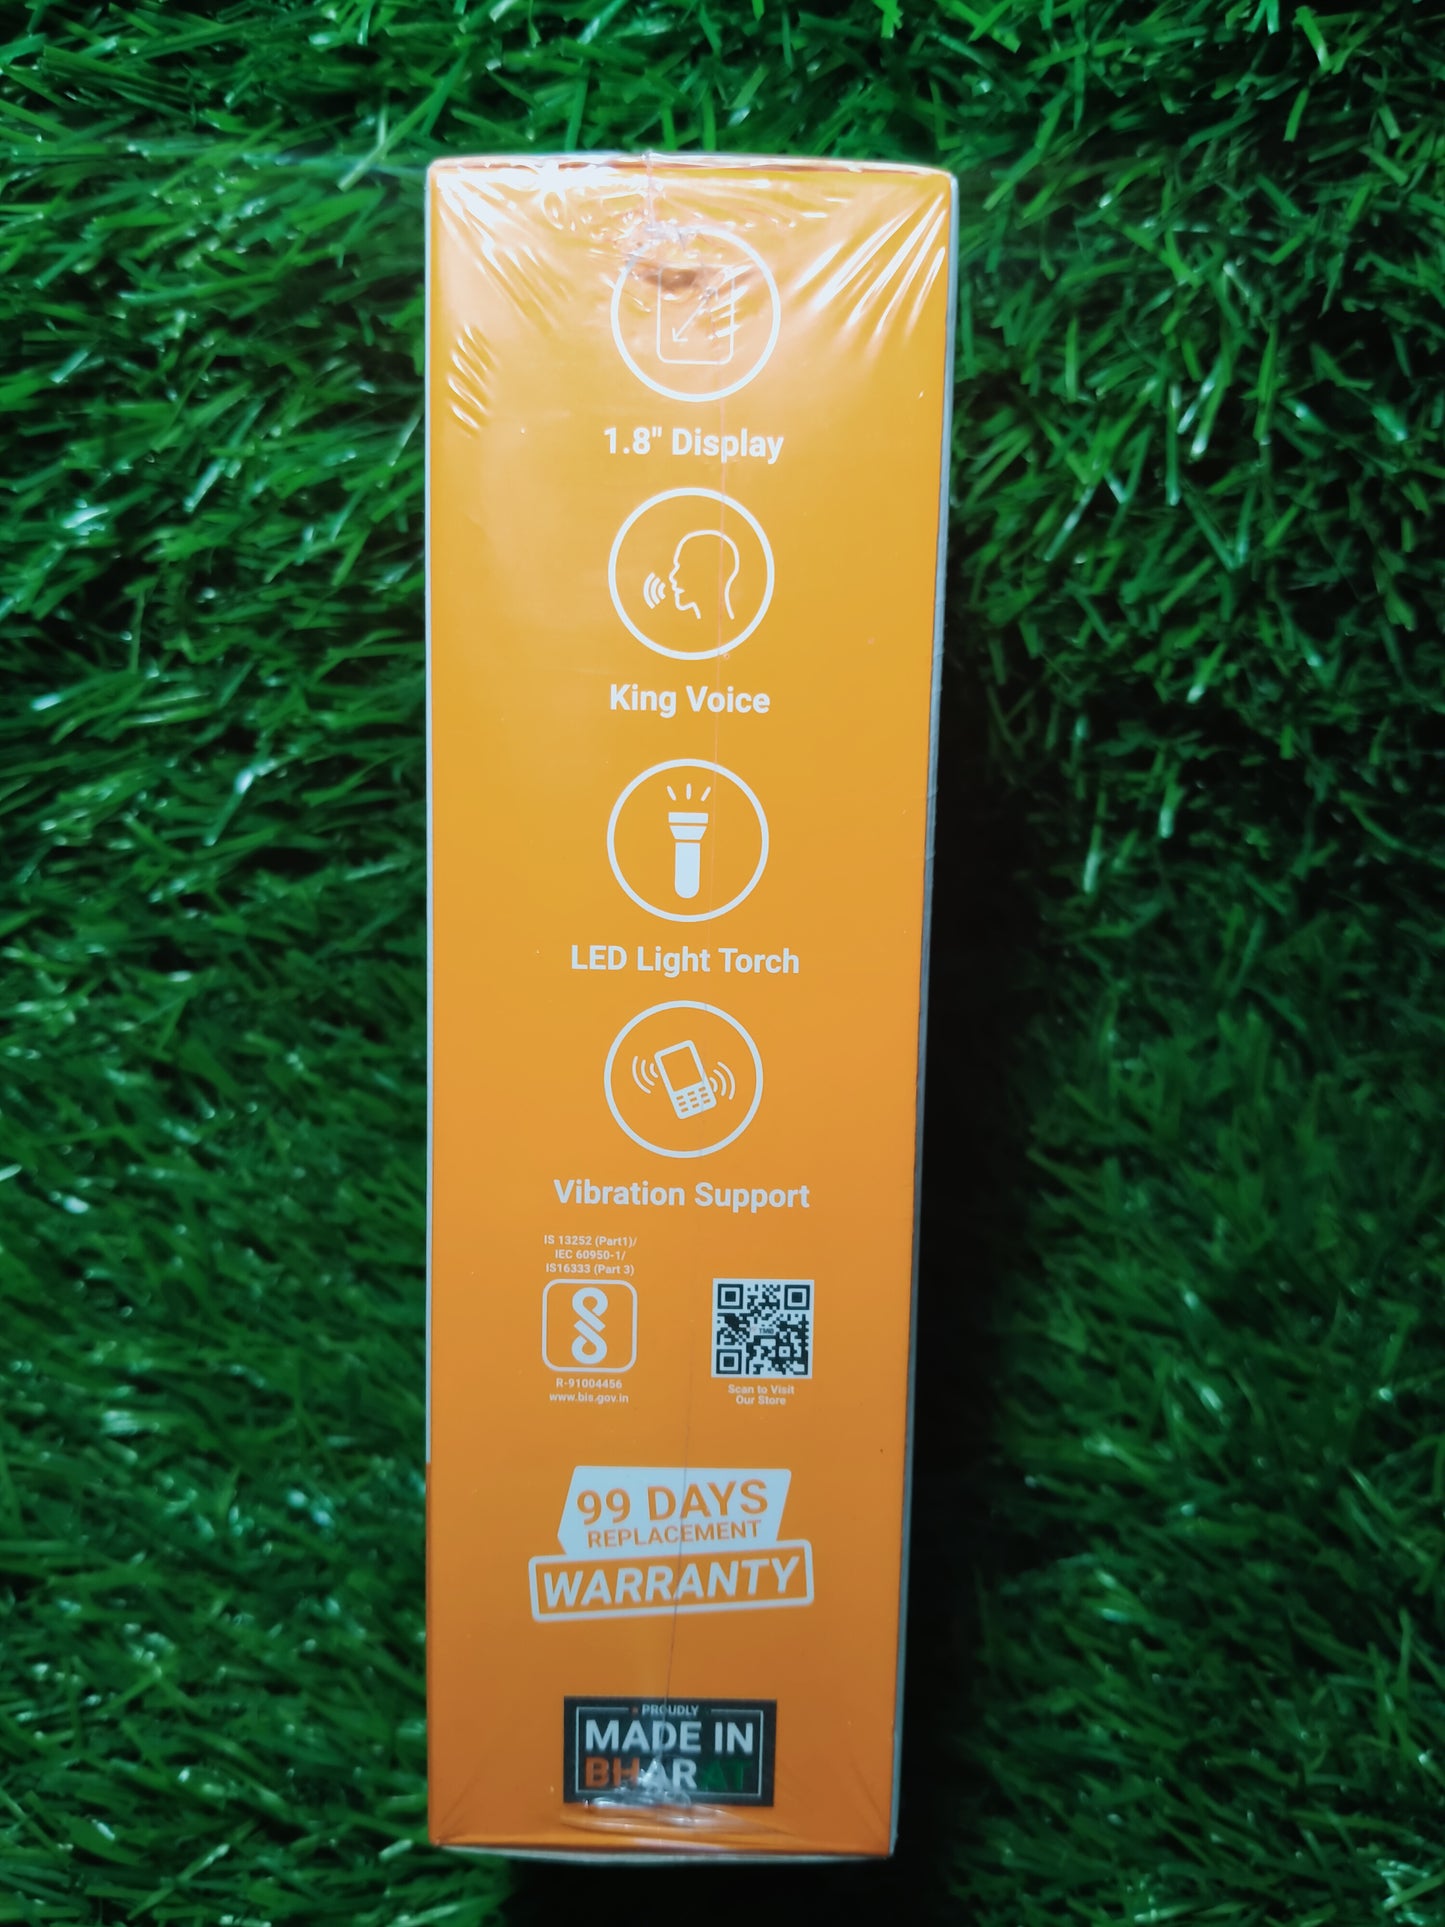 1.8" Display
King Voice
LED Light Torch
Vibration Support
IS 13252 (Part1)/
IEC 60950-1/
IS16333 (Part 3)
R-91004456
www.bis.gov.in
Scan to Visit
Our Store
99 DAYS
REPLACEMENT
WARRANTY
PROUDLY
MADE IN
BHARAT